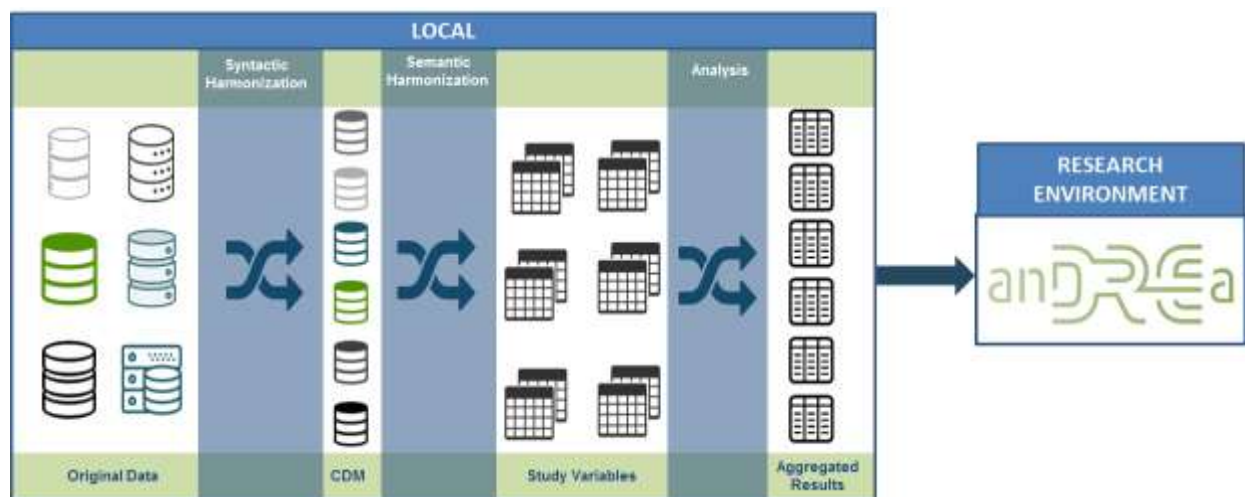 LOCAL
Syntactic
Harmonization
Semantic
Harmonization
Analysis
RESEARCH
ENVIRONMENT
anDREa
Original Data
CDM
Study Variables
Aggregated
Results